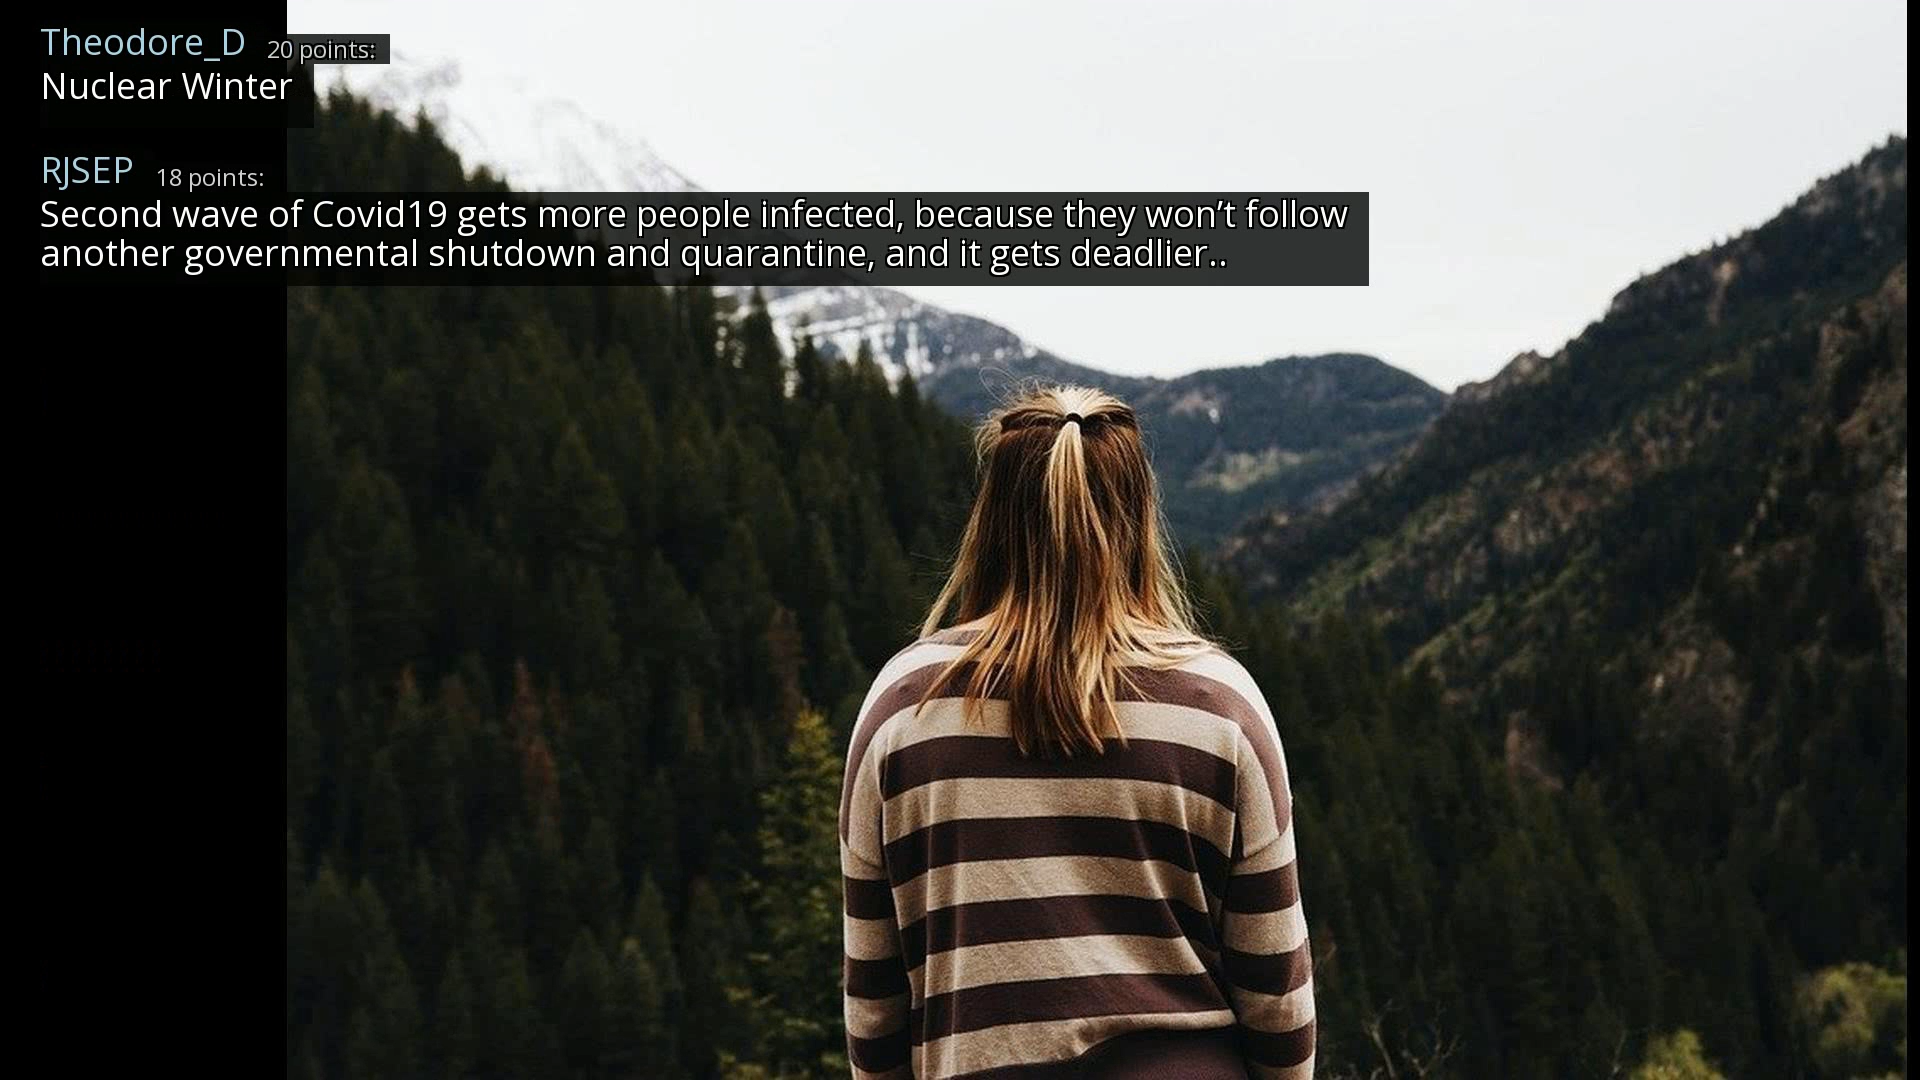 Theodore_D 20 points:
Nuclear Winter
RJSEP 18 points:
Second wave of Covid19 gets more people infected, because they won’t follow
another governmental shutdown and quarantine, and it gets deadlier..